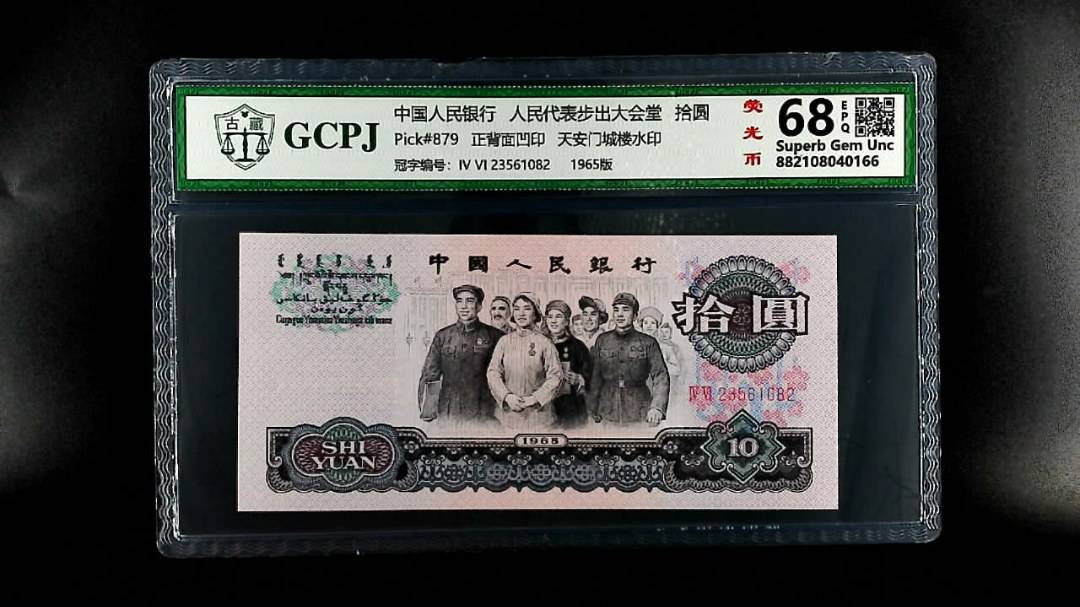 古藏
GCPJ
中国人民银行 人民代表步出大会堂 拾圆
Pick#879 正背面凹印 天安门城楼水印
冠字编号: Ⅳ Ⅵ 23561082 1965版
荧光币
68
EPQ
Superb Gem Unc
882108040166
中國人民銀行
拾圓
Ⅳ Ⅵ 23561082
1965
SHI
YUAN
10